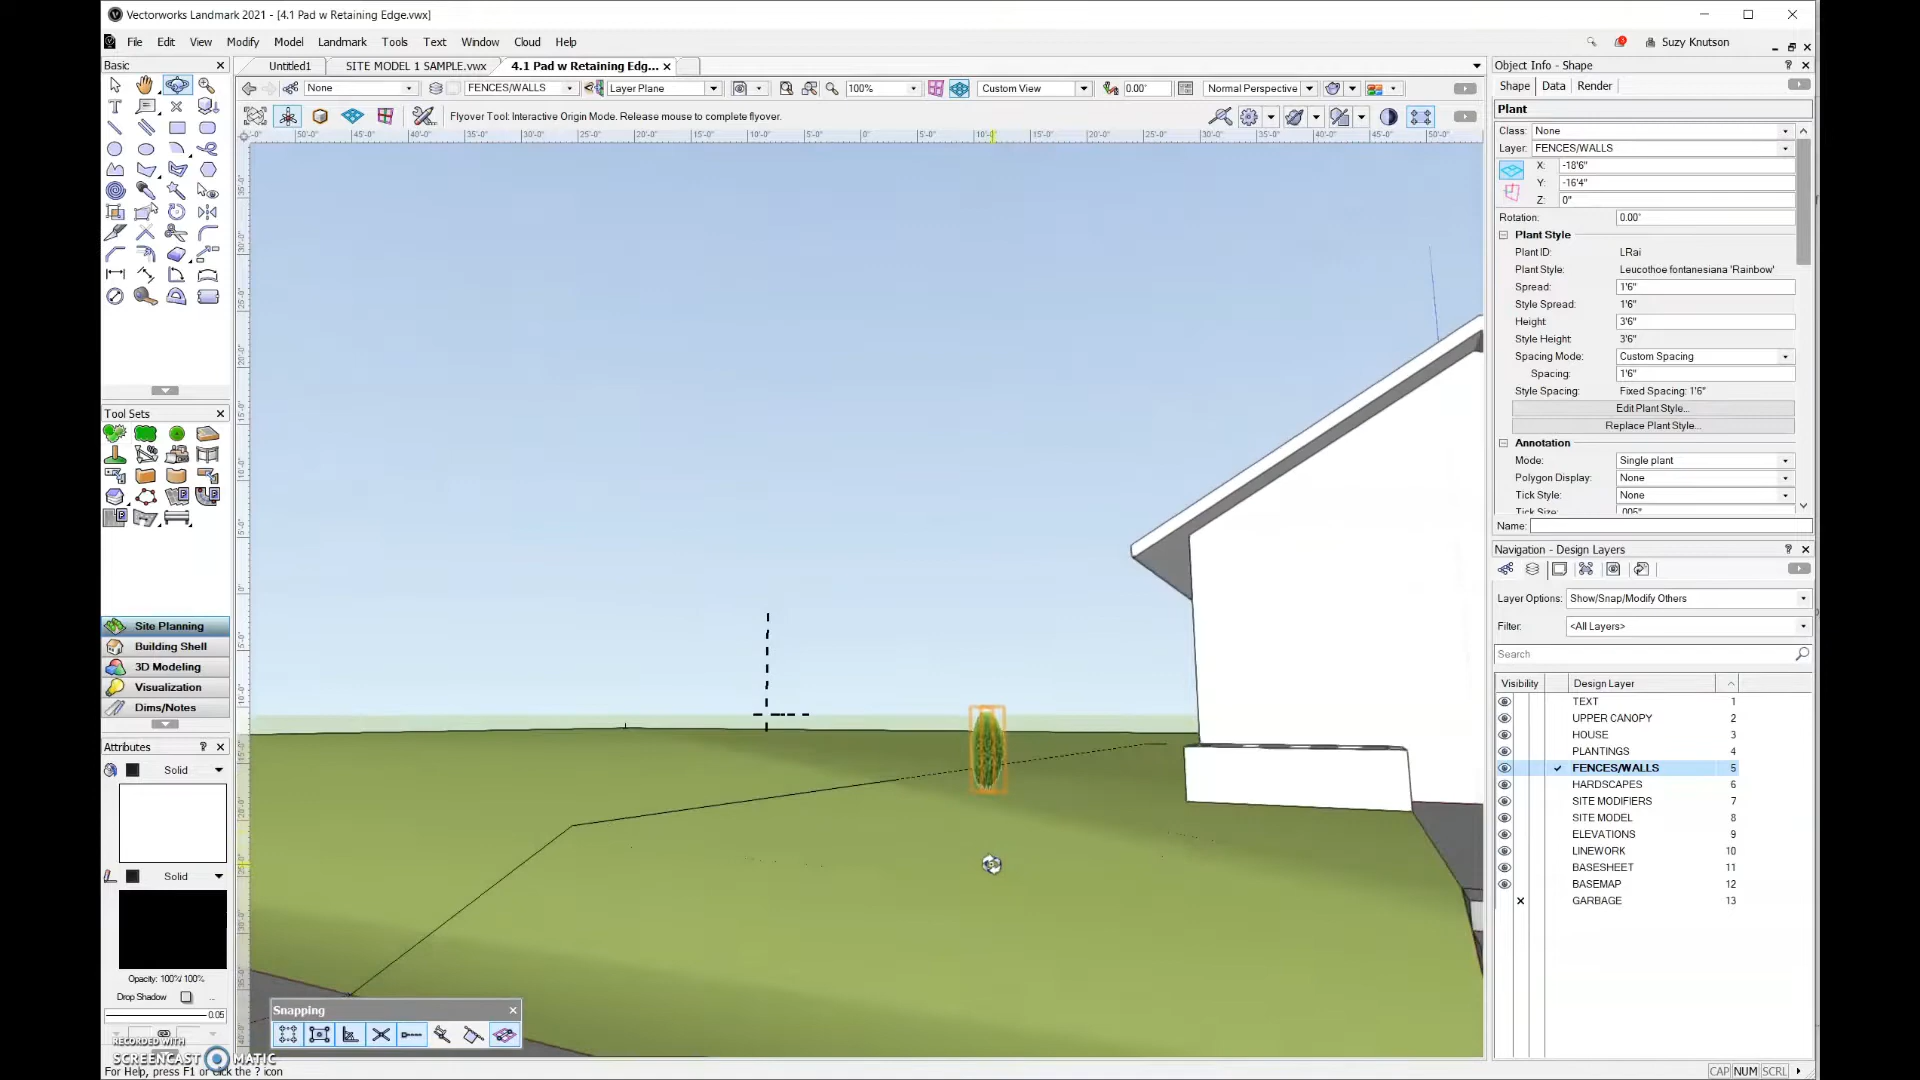 Vectorworks Landmark 2021 - [4.1 Pad w Retaining Edge.vwx]
File Edit View Modify Model Landmark Tools Text Window Cloud Help
Suzy Knutson
Basic
Untitled1 SITE MODEL 1 SAMPLE.vwx 4.1 Pad w Retaining Edg...
None FENCES/WALLS Layer Plane 100% Custom View 0.00° Normal Perspective
Flyover Tool: Interactive Origin Mode. Release mouse to complete flyover.
Tool Sets
Site Planning
Building Shell
3D Modeling
Visualization
Dims/Notes
Attributes
Solid
Solid
Opacity: 100%/ 100%
Drop Shadow ...
0.05
RECORDED WITH
SCREENCAST MATIC
For Help, press F1 or click the ? icon
Snapping
Object Info - Shape
Shape Data Render
Plant
Class: None
Layer: FENCES/WALLS
X: -18'6"
Y: -16'4"
Z: 0"
Rotation: 0.00°
Plant Style
Plant ID: LRai
Plant Style: Leucothoe fontanesiana 'Rainbow'
Spread: 1'6"
Style Spread: 1'6"
Height: 3'6"
Style Height: 3'6"
Spacing Mode: Custom Spacing
Spacing: 1'6"
Style Spacing: Fixed Spacing: 1'6"
Edit Plant Style...
Replace Plant Style...
Annotation
Mode: Single plant
Polygon Display: None
Tick Style: None
Tick Size: .005"
Name:
Navigation - Design Layers
Layer Options: Show/Snap/Modify Others
Filter: <All Layers>
Search
Visibility Design Layer
TEXT 1
UPPER CANOPY 2
HOUSE 3
PLANTINGS 4
FENCES/WALLS 5
HARDSCAPES 6
SITE MODIFIERS 7
SITE MODEL 8
ELEVATIONS 9
LINEWORK 10
BASESHEET 11
BASEMAP 12
GARBAGE 13
CAP NUM SCRL